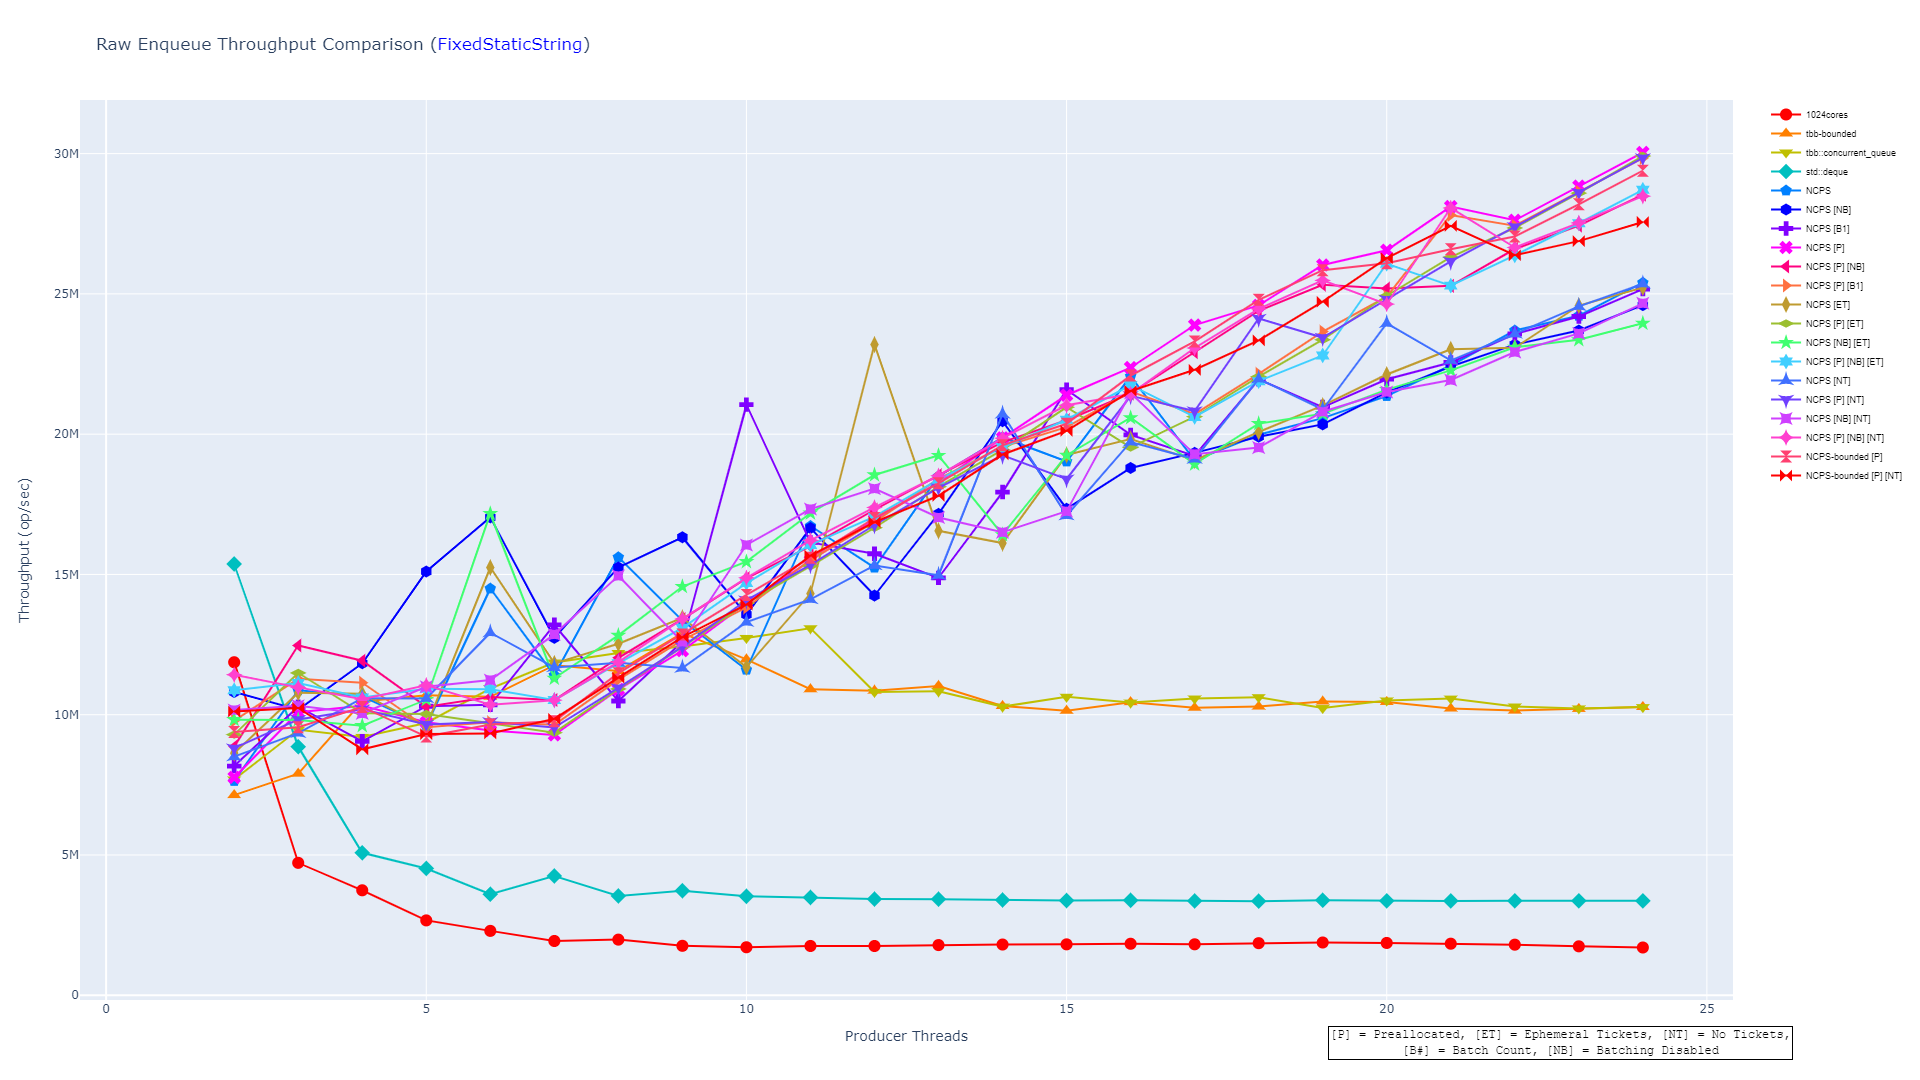 Raw Enqueue Throughput Comparison (FixedStaticString)
30M
25M
20M
15M
10M
5M
0
Throughput (op/sec)
0 5 10 15 20 25
Producer Threads
1024cores
tbb-bounded
tbb::concurrent_queue
std::deque
NCPS
NCPS [NB]
NCPS [B1]
NCPS [P]
NCPS [P] [NB]
NCPS [P] [B1]
NCPS [ET]
NCPS [P] [ET]
NCPS [NB] [ET]
NCPS [P] [NB] [ET]
NCPS [NT]
NCPS [P] [NT]
NCPS [NB] [NT]
NCPS [P] [NB] [NT]
NCPS-bounded [P]
NCPS-bounded [P] [NT]
[P] = Preallocated, [ET] = Ephemeral Tickets, [NT] = No Tickets,
[B#] = Batch Count, [NB] = Batching Disabled